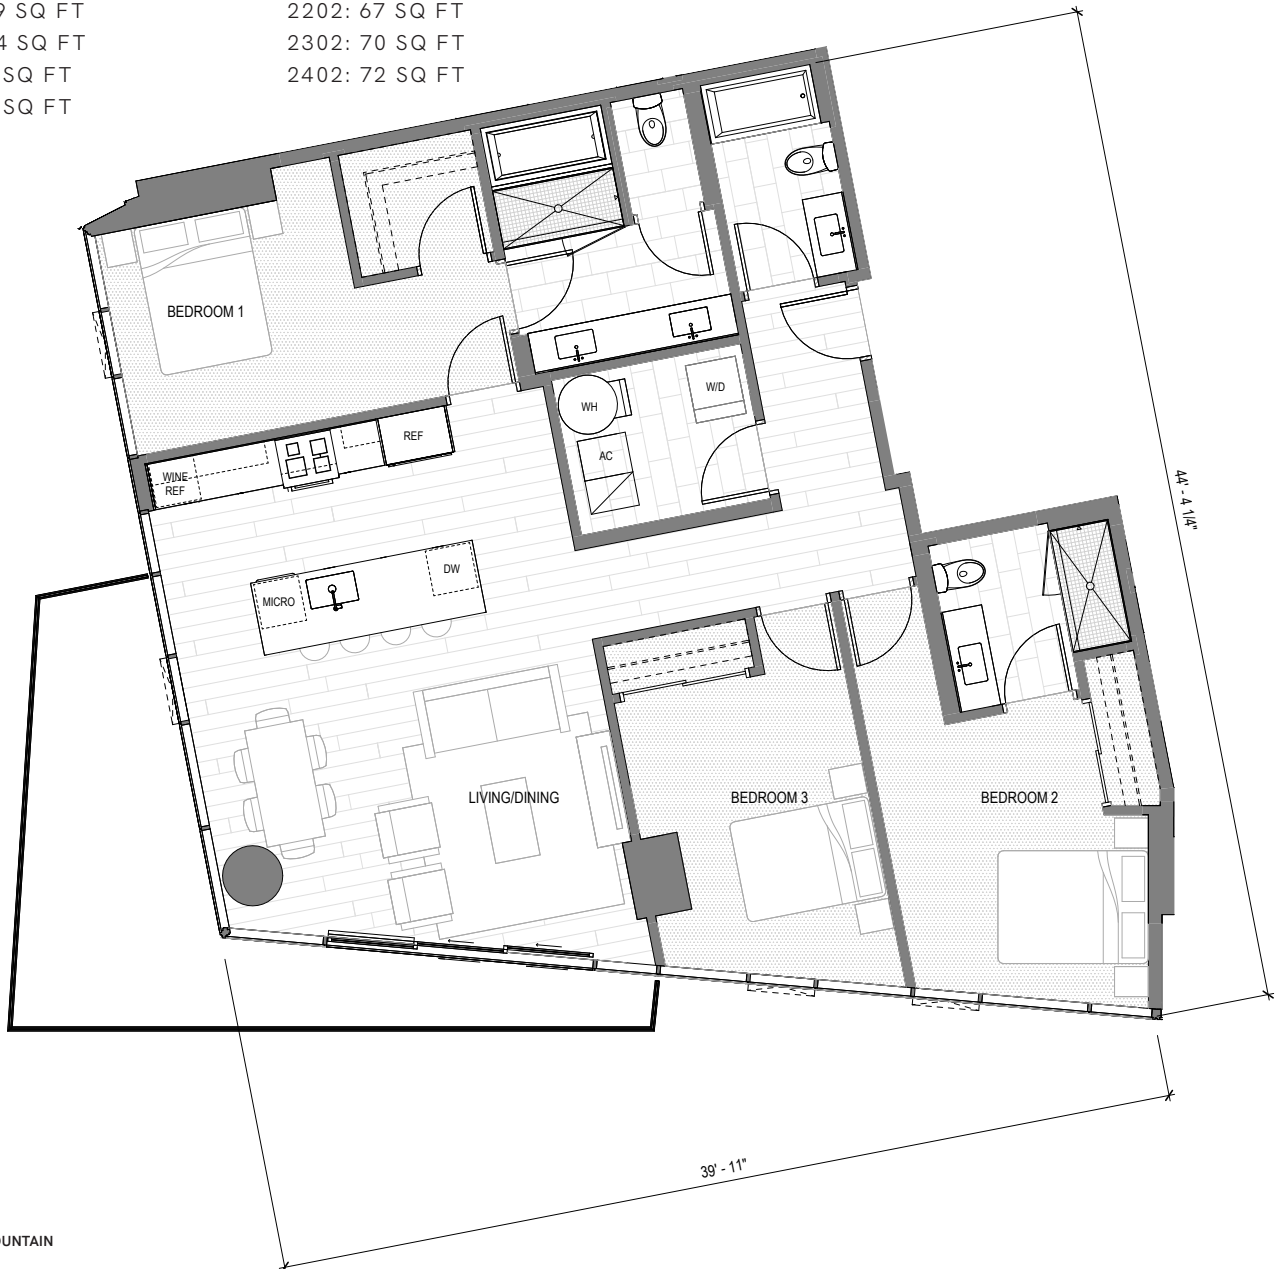 9 SQ FT
4 SQ FT
SQ FT
SQ FT
2202: 67 SQ FT
2302: 70 SQ FT
2402: 72 SQ FT
BEDROOM 1
WH
W/D
AC
REF
WINE
REF
MICRO
DW
44' - 4 1/4"
LIVING/DINING
BEDROOM 3
BEDROOM 2
39' - 11"
OUNTAIN